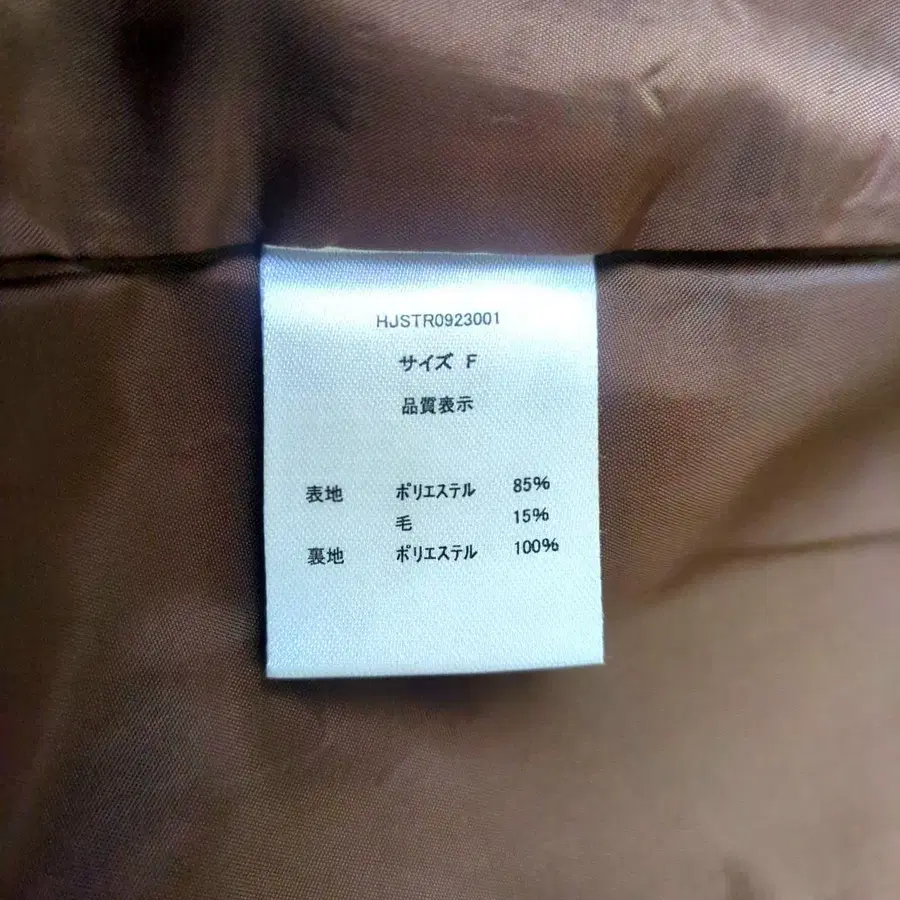 HJSTR0923001
サイズ F
品質表示
表地 ポリエステル 85%
毛 15%
裏地 ポリエステル 100%